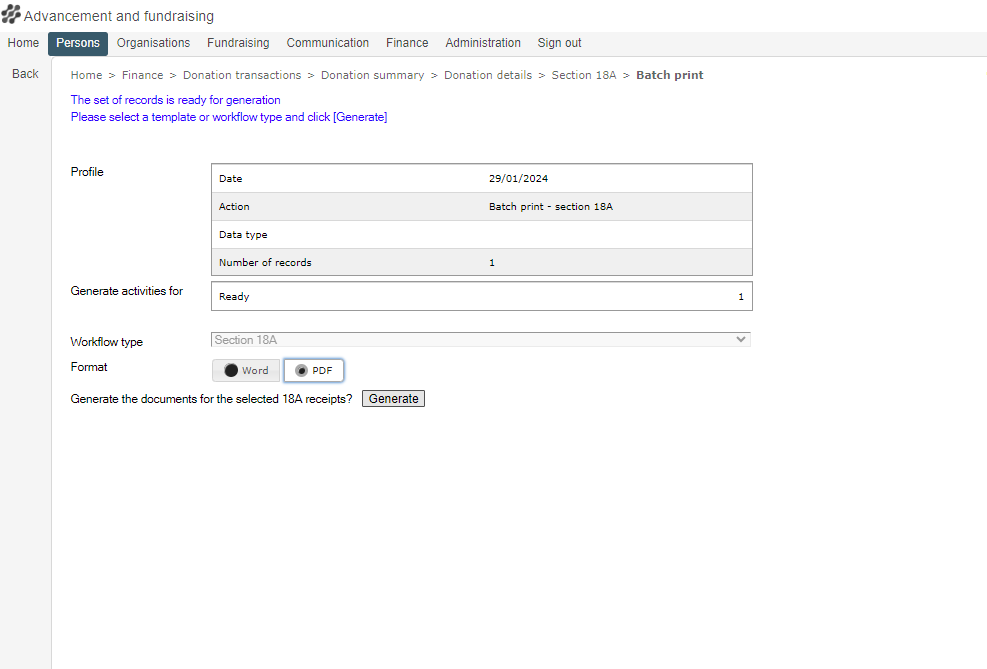 Advancement and fundraising
Home Persons Organisations Fundraising Communication Finance Administration Sign out
Back
Home > Finance > Donation transactions > Donation summary > Donation details > Section 18A > Batch print
The set of records is ready for generation
Please select a template or workflow type and click [Generate]
Profile
Date 29/01/2024
Action Batch print - section 18A
Data type
Number of records 1
Generate activities for Ready 1
Workflow type Section 18A
Format Word PDF
Generate the documents for the selected 18A receipts? Generate